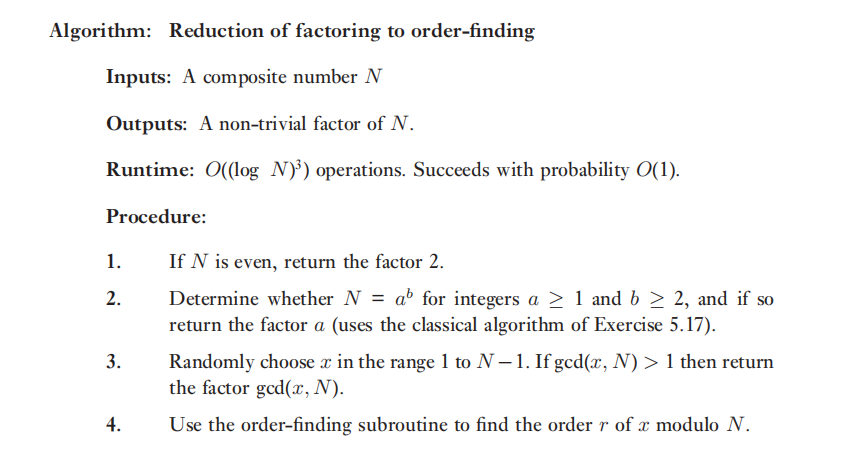 Algorithm: Reduction of factoring to order-finding
Inputs: A composite number N
Outputs: A non-trivial factor of N.
Runtime: O((log N)³) operations. Succeeds with probability O(1).
Procedure:
1. If N is even, return the factor 2.
2. Determine whether N = aᵇ for integers a ≥ 1 and b ≥ 2, and if so
return the factor a (uses the classical algorithm of Exercise 5.17).
3. Randomly choose x in the range 1 to N−1. If gcd(x, N) > 1 then return
the factor gcd(x, N).
4. Use the order-finding subroutine to find the order r of x modulo N.